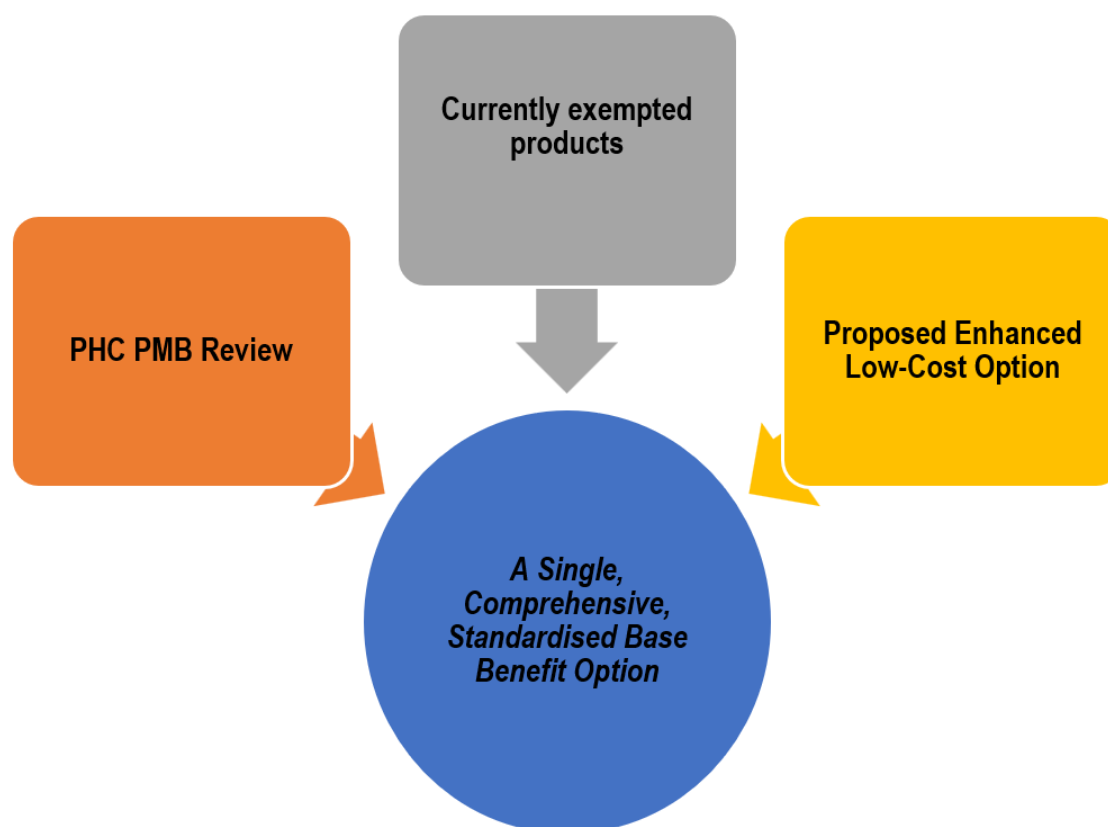 Currently exempted
products
PHC PMB Review
Proposed Enhanced
Low-Cost Option
A Single,
Comprehensive,
Standardised Base
Benefit Option